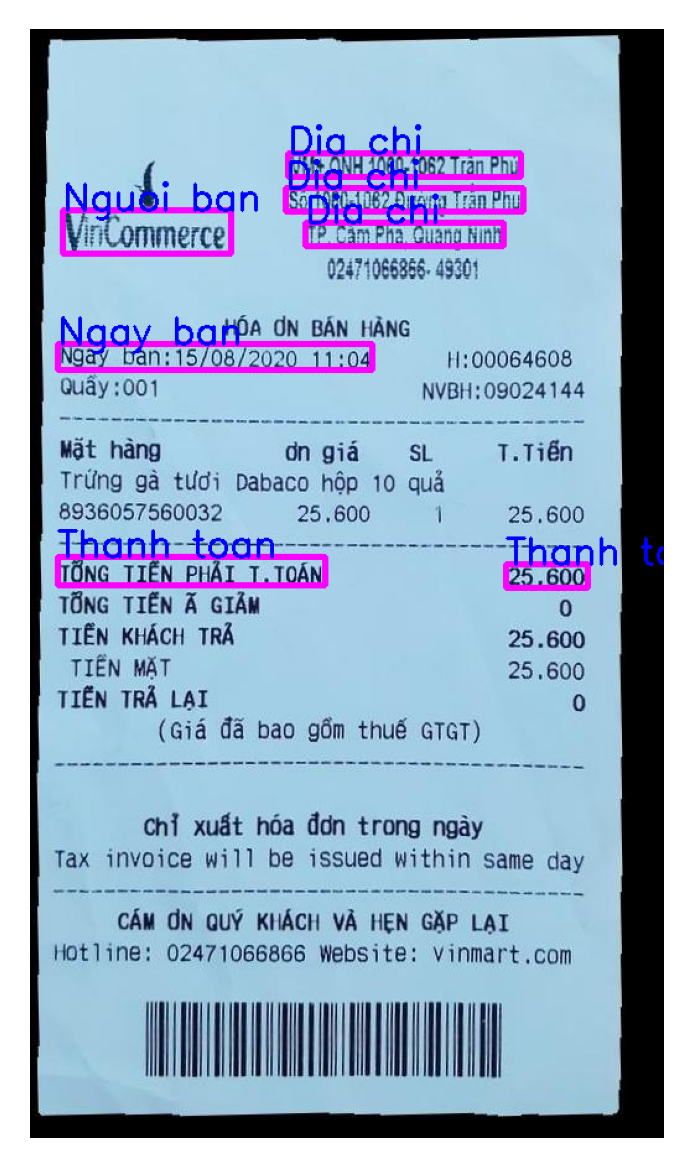 Dia chi
VM+ QNH 1060-1062 Trần Phú
Dia chi
Số 1060-1062 Đường Trần Phú
Nguoi ban
VinCommerce
Dia chi
TP. Cẩm Phả, Quảng Ninh
02471066866- 49301
Ngay ban
HÓA ƠN BÁN HÀNG
Ngày bán:15/08/2020 11:04 H:00064608
Quầy:001 NVBH:09024144
Mặt hàng ơn giá SL T.Tiền
Trứng gà tươi Dabaco hộp 10 quả
8936057560032 25.600 1 25.600
Thanh toan Thanh to
TỔNG TIỀN PHẢI T.TOÁN 25.600
TỔNG TIỀN Ã GIẢM 0
TIỀN KHÁCH TRẢ 25.600
TIỀN MẶT 25.600
TIỀN TRẢ LẠI 0
(Giá đã bao gồm thuế GTGT)
Chỉ xuất hóa đơn trong ngày
Tax invoice will be issued within same day
CÁM ƠN QUÝ KHÁCH VÀ HẸN GẶP LẠI
Hotline: 02471066866 Website: vinmart.com